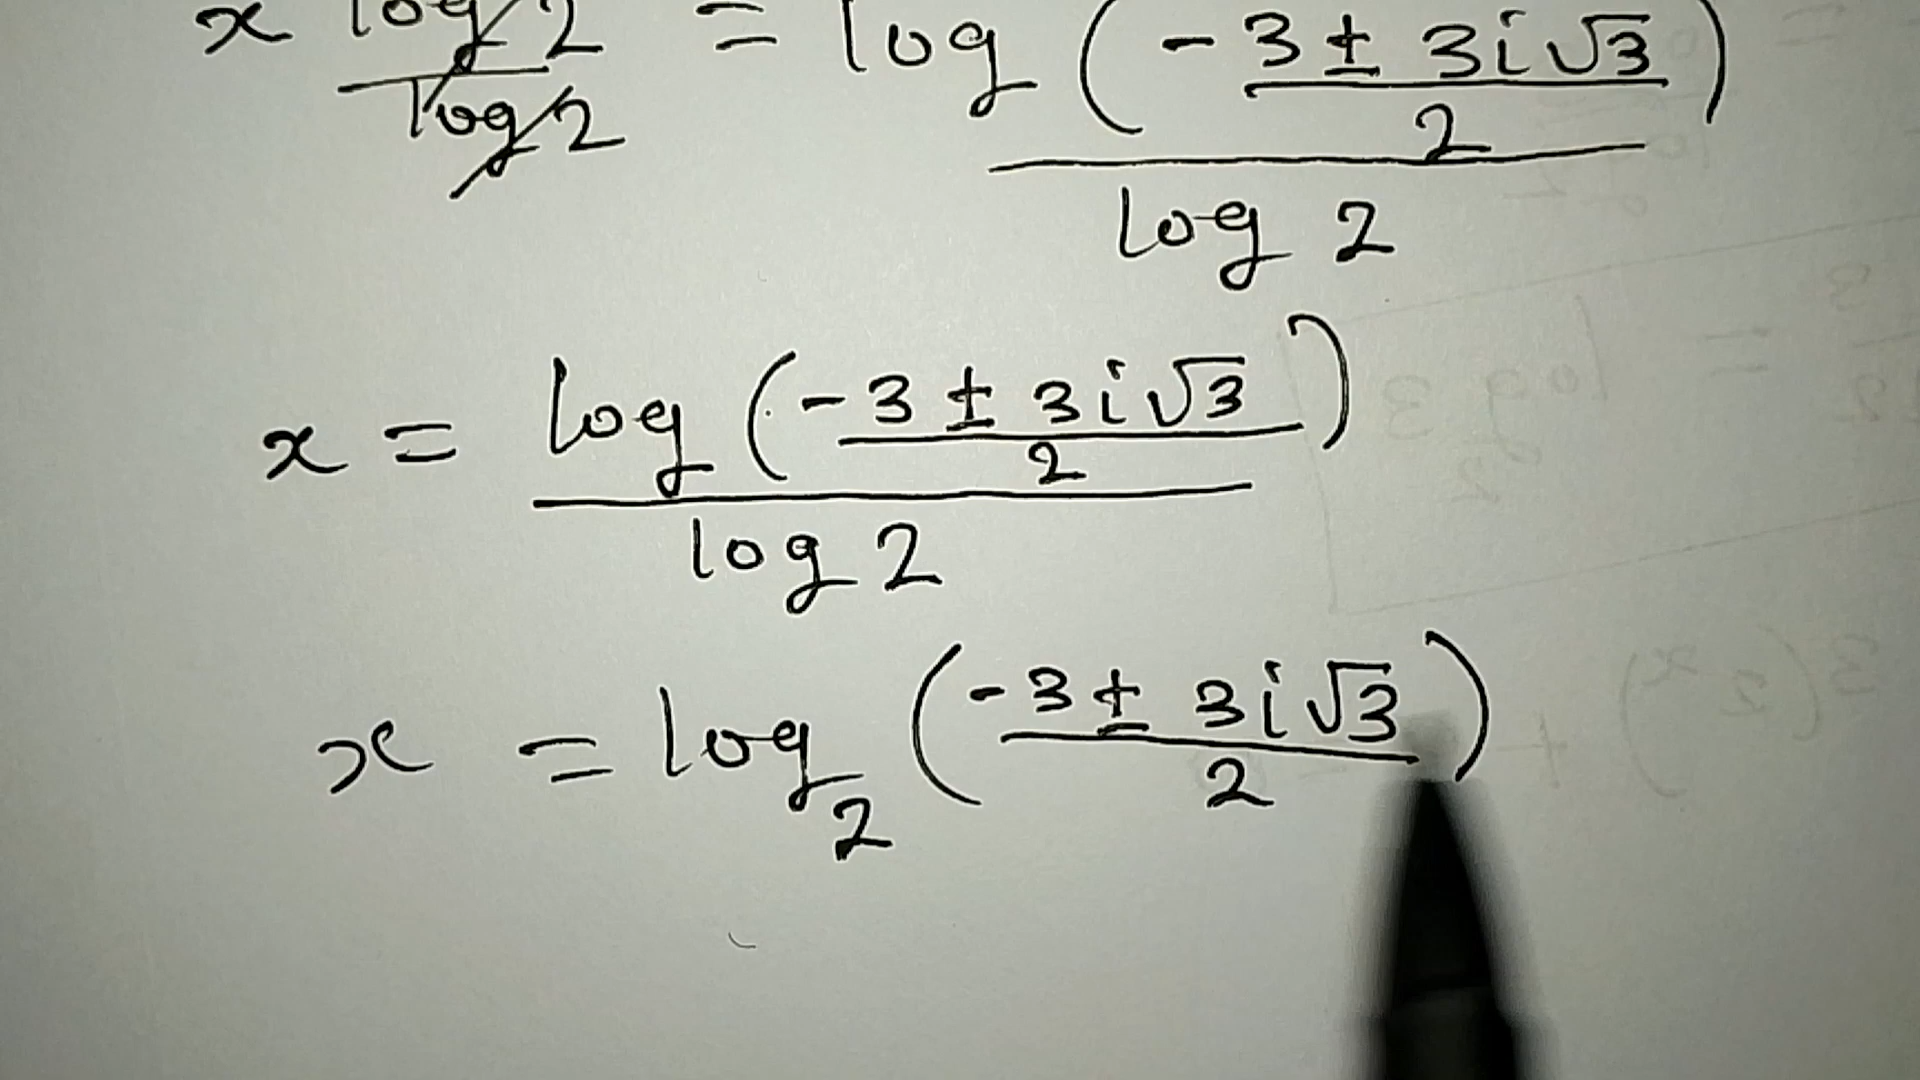 x log 2 / log 2 = log (-3 ± 3i√3 / 2) / log 2
x = log (-3 ± 3i√3 / 2) / log 2
x = log₂ (-3 ± 3i√3 / 2)